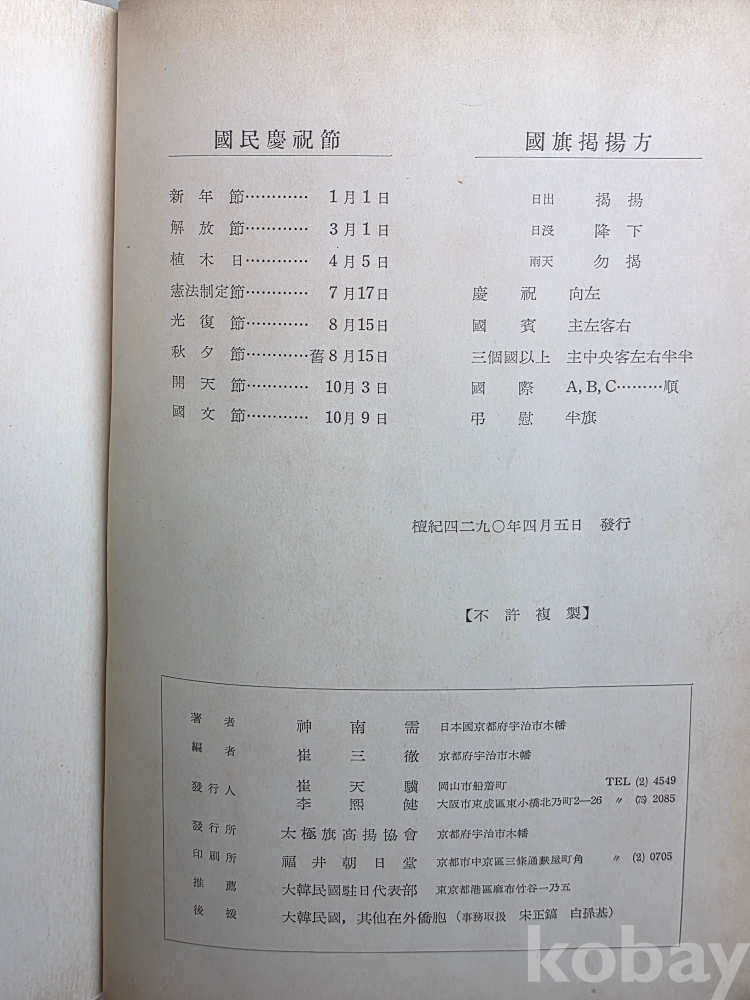 國民慶祝節
新年節…………1月1日
解放節…………3月1日
植木日…………4月5日
憲法制定節……7月17日
光復節…………8月15日
秋夕節…………舊8月15日
開天節…………10月3日
國文節…………10月9日
國旗揭揚方
日出 揭揚
日沒 降下
雨天 勿揭
慶祝 向左
國賓 主左客右
三個國以上 主中央客左右半半
國際 A,B,C………順
弔慰 半旗
檀紀四二九〇年四月五日 發行
【不許複製】
著者 神南需 日本國京都府宇治市木幡
編者 崔三徹 京都府宇治市木幡
發行人 崔天驥 岡山市船着町 TEL (2) 4549
李熙健 大阪市東成區東小橋北乃町2—26 〃 (75) 2085
發行所 太極旗高揚協會 京都府宇治市木幡
印刷所 福井朝日堂 京都市中京區三條通麩屋町角 〃 (2) 0705
推薦 大韓民國駐日代表部 東京都港區麻布竹谷一乃五
後援 大韓民國,其他在外僑胞(事務取扱 宋正鎬 白孫基)
kobay